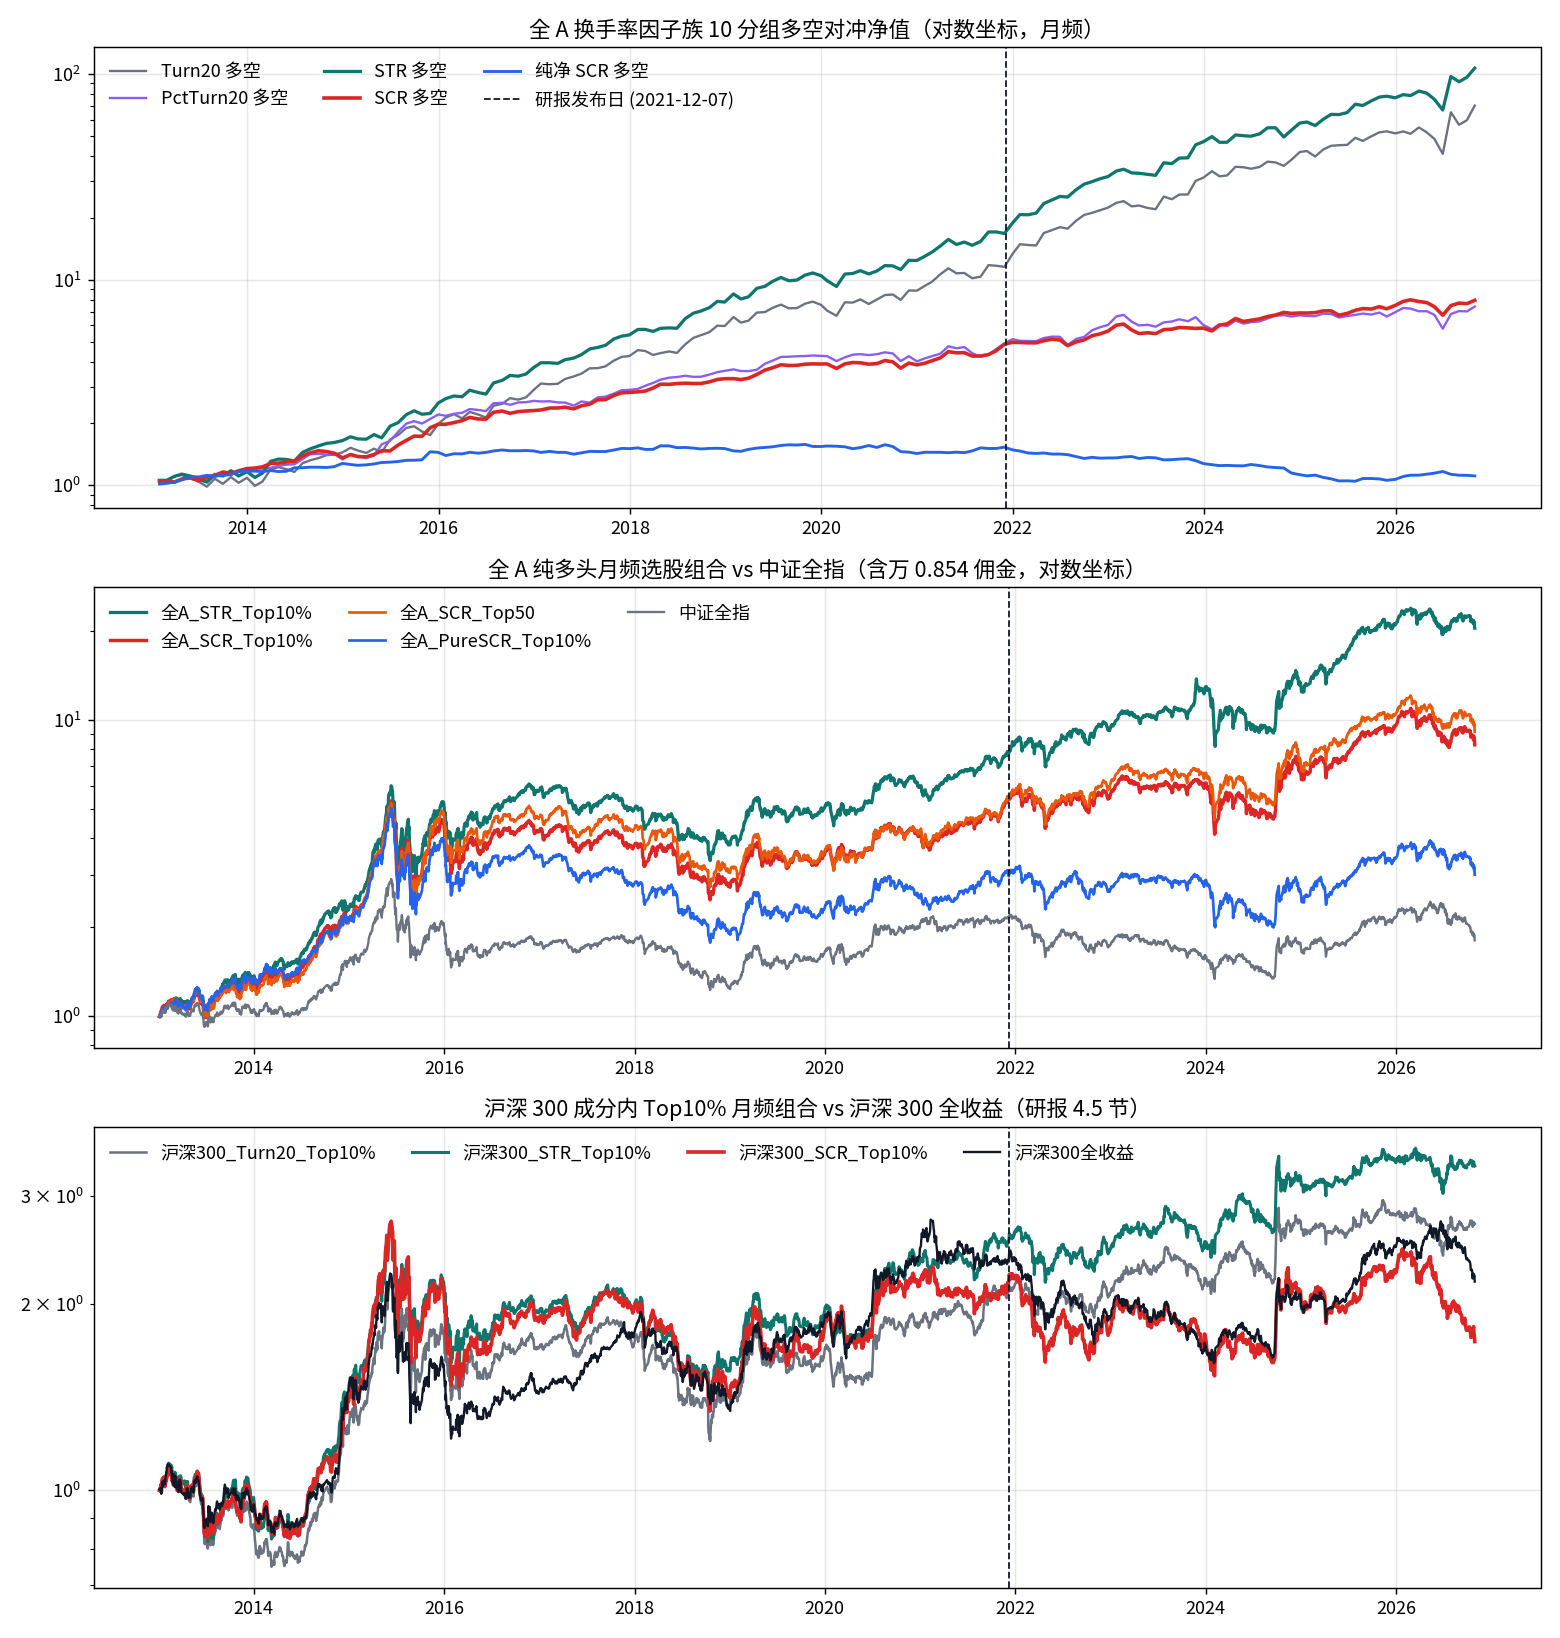 全 A 换手率因子族 10 分组多空对冲净值（对数坐标，月频）
Turn20 多空
PctTurn20 多空
STR 多空
SCR 多空
纯净 SCR 多空
研报发布日 (2021-12-07)
10²
10¹
10⁰
2014 2016 2018 2020 2022 2024 2026
全 A 纯多头月频选股组合 vs 中证全指（含万 0.854 佣金，对数坐标）
全A_STR_Top10%
全A_SCR_Top10%
全A_SCR_Top50
全A_PureSCR_Top10%
中证全指
10¹
10⁰
2014 2016 2018 2020 2022 2024 2026
沪深 300 成分内 Top10% 月频组合 vs 沪深 300 全收益（研报 4.5 节）
沪深300_Turn20_Top10%
沪深300_STR_Top10%
沪深300_SCR_Top10%
沪深300全收益
3 × 10⁰
2 × 10⁰
10⁰
2014 2016 2018 2020 2022 2024 2026